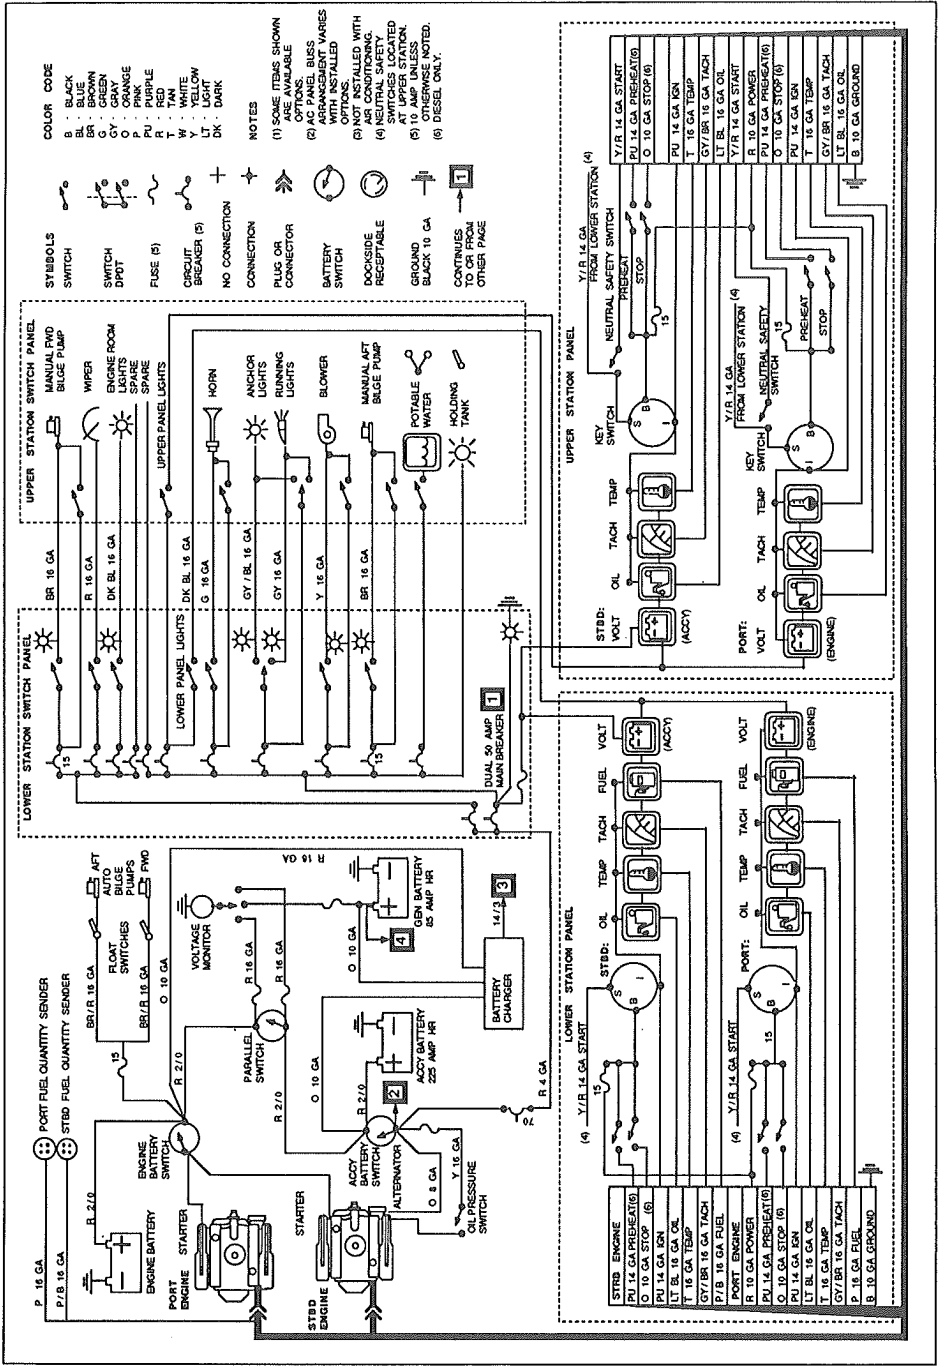 COLOR CODE
B - BLACK
BL - BLUE
BR - BROWN
G - GREEN
GY - GRAY
O - ORANGE
P - PINK
PU - PURPLE
R - RED
T - TAN
W - WHITE
Y - YELLOW
LT - LIGHT
DK - DARK
NOTES
(1) SOME ITEMS SHOWN
ARE AVAILABLE
OPTIONS.
(2) AC PANEL BUSS
ARRANGEMENT VARIES
WITH INSTALLED
OPTIONS.
(3) NOT INSTALLED WITH
AIR CONDITIONING.
(4) NEUTRAL SAFETY
SWITCHES LOCATED
AT UPPER STATION.
(5) 10 AMP UNLESS
OTHERWISE NOTED.
(6) DIESEL ONLY.
SYMBOLS
SWITCH
SWITCH
DPDT
FUSE (5)
CIRCUIT
BREAKER (5)
NO CONNECTION
CONNECTION
PLUG OR
CONNECTOR
BATTERY
SWITCH
DOCKSIDE
RECEPTABLE
GROUND
BLACK 10 GA
CONTINUES
TO OR FROM
OTHER PAGE
1
UPPER STATION SWITCH PANEL
MANUAL FWD
BILGE PUMP
WIPER
ENGINE ROOM
LIGHTS
SPARE
SPARE
UPPER PANEL LIGHTS
HORN
ANCHOR
LIGHTS
RUNNING
LIGHTS
BLOWER
MANUAL AFT
BILGE PUMP
POTABLE
WATER
HOLDING
TANK
BR 16 GA
R 16 GA
DK BL 16 GA
DK BL 16 GA
G 16 GA
GY / BL 16 GA
GY 16 GA
Y 16 GA
BR 16 GA
LOWER STATION SWITCH PANEL
LOWER PANEL LIGHTS
15
15
DUAL 50 AMP
MAIN BREAKER
1
UPPER STATION PANEL
Y/R 14 GA
FROM LOWER STATION (4)
NEUTRAL SAFETY SWITCH
PREHEAT
STOP
15
KEY
SWITCH
S
B
I
TEMP
TACH
OIL
STBD:
VOLT
(ACCY)
Y/R 14 GA
FROM LOWER STATION (4)
NEUTRAL SAFETY
SWITCH
PREHEAT
STOP
15
KEY
SWITCH
S
B
I
TEMP
TACH
OIL
PORT:
VOLT
(ENGINE)
Y/R 14 GA START
PU 14 GA PREHEAT(6)
O 10 GA STOP (6)
PU 14 GA IGN
T 16 GA TEMP
GY/BR 16 GA TACH
LT BL 16 GA OIL
Y/R 14 GA START
R 10 GA POWER
PU 14 GA PREHEAT(6)
O 10 GA STOP (6)
PU 14 GA IGN
T 16 GA TEMP
GY/BR 16 GA TACH
LT BL 16 GA OIL
B 10 GA GROUND
PORT FUEL QUANTITY SENDER
STBD FUEL QUANTITY SENDER
P 16 GA
P/B 16 GA
AFT
AUTO
BILGE
PUMPS
FWD
FLOAT
SWITCHES
BR/R 16 GA
BR/R 16 GA
15
O 10 GA
R 2/0
R 2/0
ENGINE BATTERY
ENGINE
BATTERY
SWITCH
STARTER
PORT
ENGINE
STARTER
STBD
ENGINE
VOLTAGE
MONITOR
R 16 GA
R 16 GA
R 16 GA
PARALLEL
SWITCH
R 2/0
O 10 GA
GEN BATTERY
85 AMP HR
4
O 10 GA
14/3
3
BATTERY
CHARGER
ACCY BATTERY
225 AMP HR
R 2/0
2
ACCY
BATTERY
SWITCH
ALTERNATOR
O 8 GA
Y 16 GA
OIL PRESSURE
SWITCH
70
R 4 GA
LOWER STATION PANEL
VOLT
(ACCY)
FUEL
TACH
TEMP
OIL
STBD:
S
B
I
Y/R 14 GA START
(4)
15
VOLT
(ENGINE)
FUEL
TACH
TEMP
OIL
PORT:
S
B
I
Y/R 14 GA START
(4)
15
STRB ENGINE
PU 14 GA PREHEAT(6)
O 10 GA STOP (6)
PU 14 GA IGN
LT BL 16 GA OIL
T 16 GA TEMP
GY/BR 16 GA TACH
P/B 16 GA FUEL
PORT ENGINE
R 10 GA POWER
PU 14 GA PREHEAT(6)
O 10 GA STOP (6)
PU 14 GA IGN
LT BL 16 GA OIL
T 16 GA TEMP
GY/BR 16 GA TACH
P 16 GA FUEL
B 10 GA GROUND